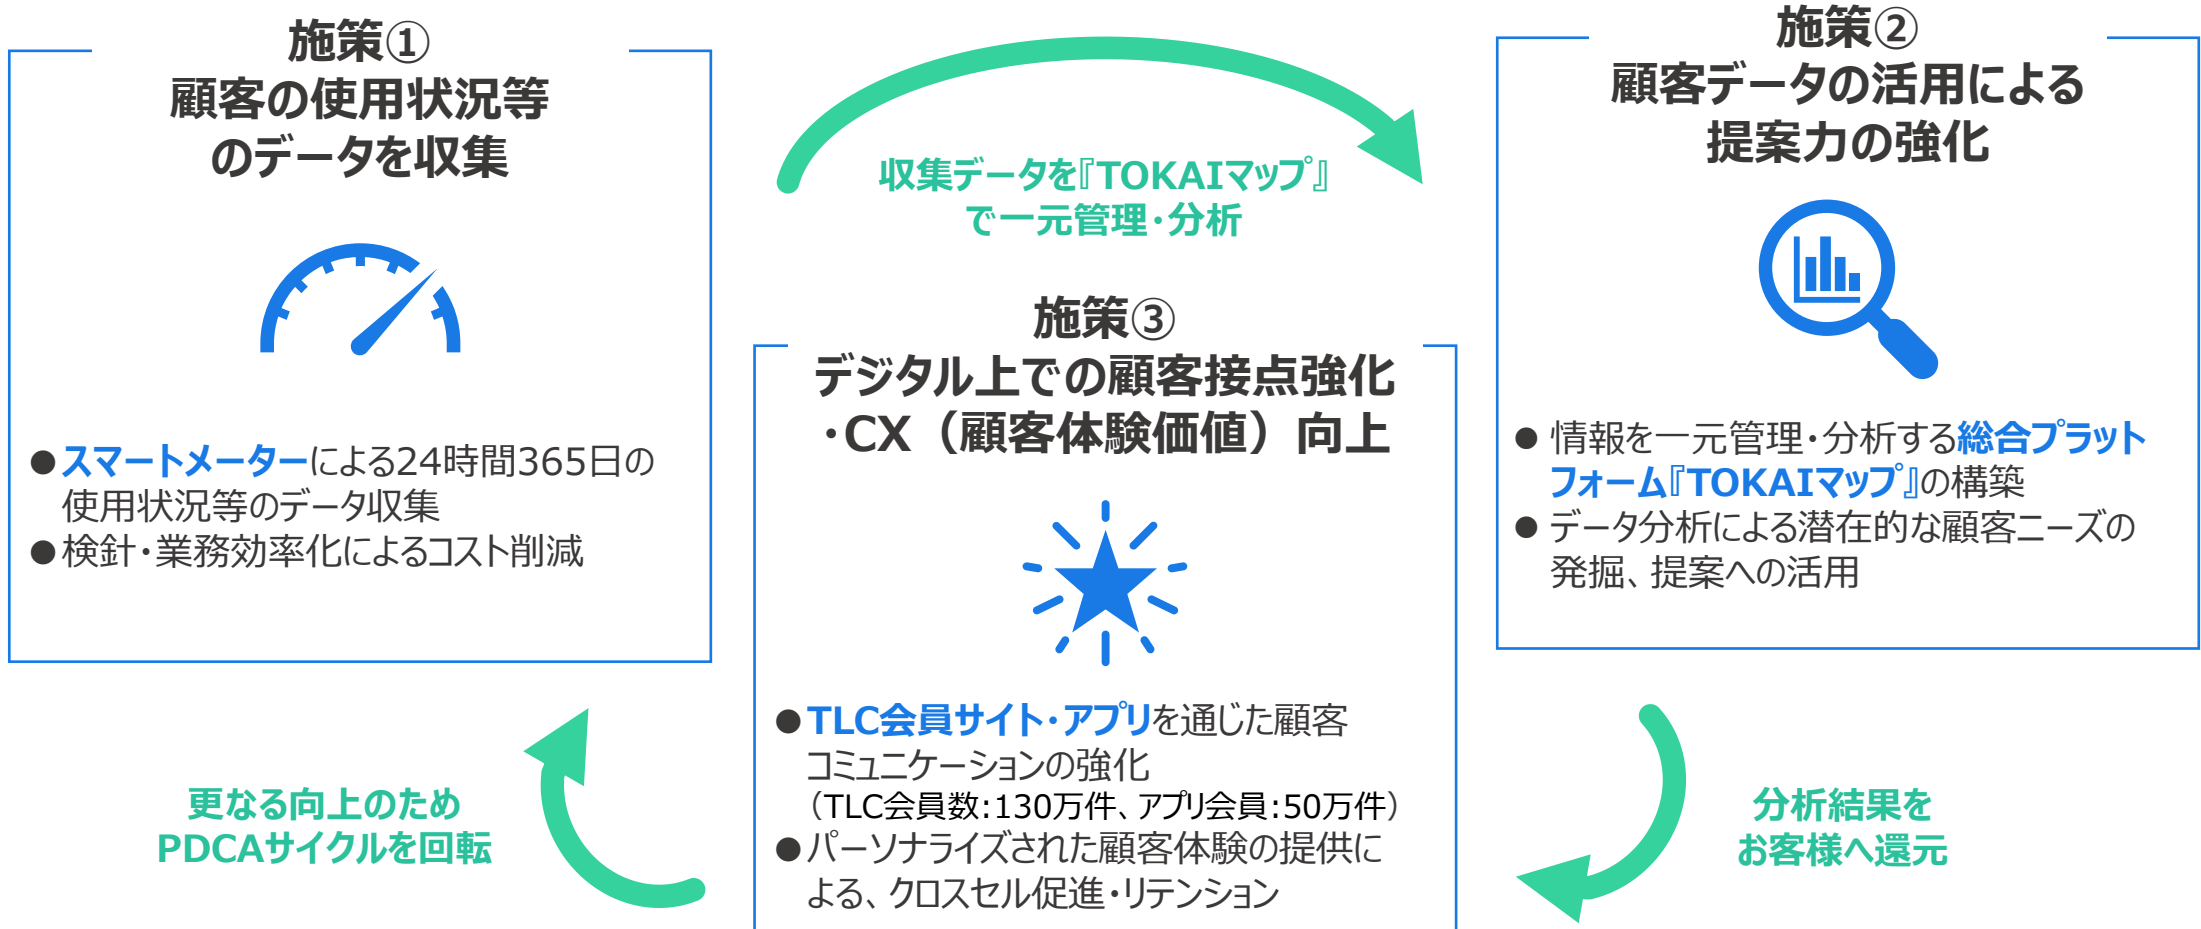 施策①
顧客の使用状況等
のデータを収集
●スマートメーターによる24時間365日の
使用状況等のデータ収集
●検針・業務効率化によるコスト削減
収集データを『TOKAIマップ』
で一元管理・分析
施策②
顧客データの活用による
提案力の強化
● 情報を一元管理・分析する総合プラット
フォーム『TOKAIマップ』の構築
● データ分析による潜在的な顧客ニーズの
発掘、提案への活用
分析結果を
お客様へ還元
施策③
デジタル上での顧客接点強化
・CX（顧客体験価値）向上
●TLC会員サイト・アプリを通じた顧客
コミュニケーションの強化
（TLC会員数:130万件、アプリ会員:50万件）
●パーソナライズされた顧客体験の提供に
よる、クロスセル促進・リテンション
更なる向上のため
PDCAサイクルを回転